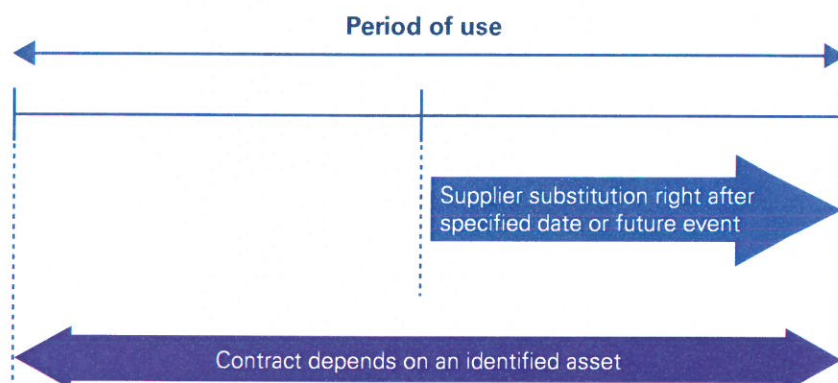 Period of use
Supplier substitution right after
specified date or future event
Contract depends on an identified asset